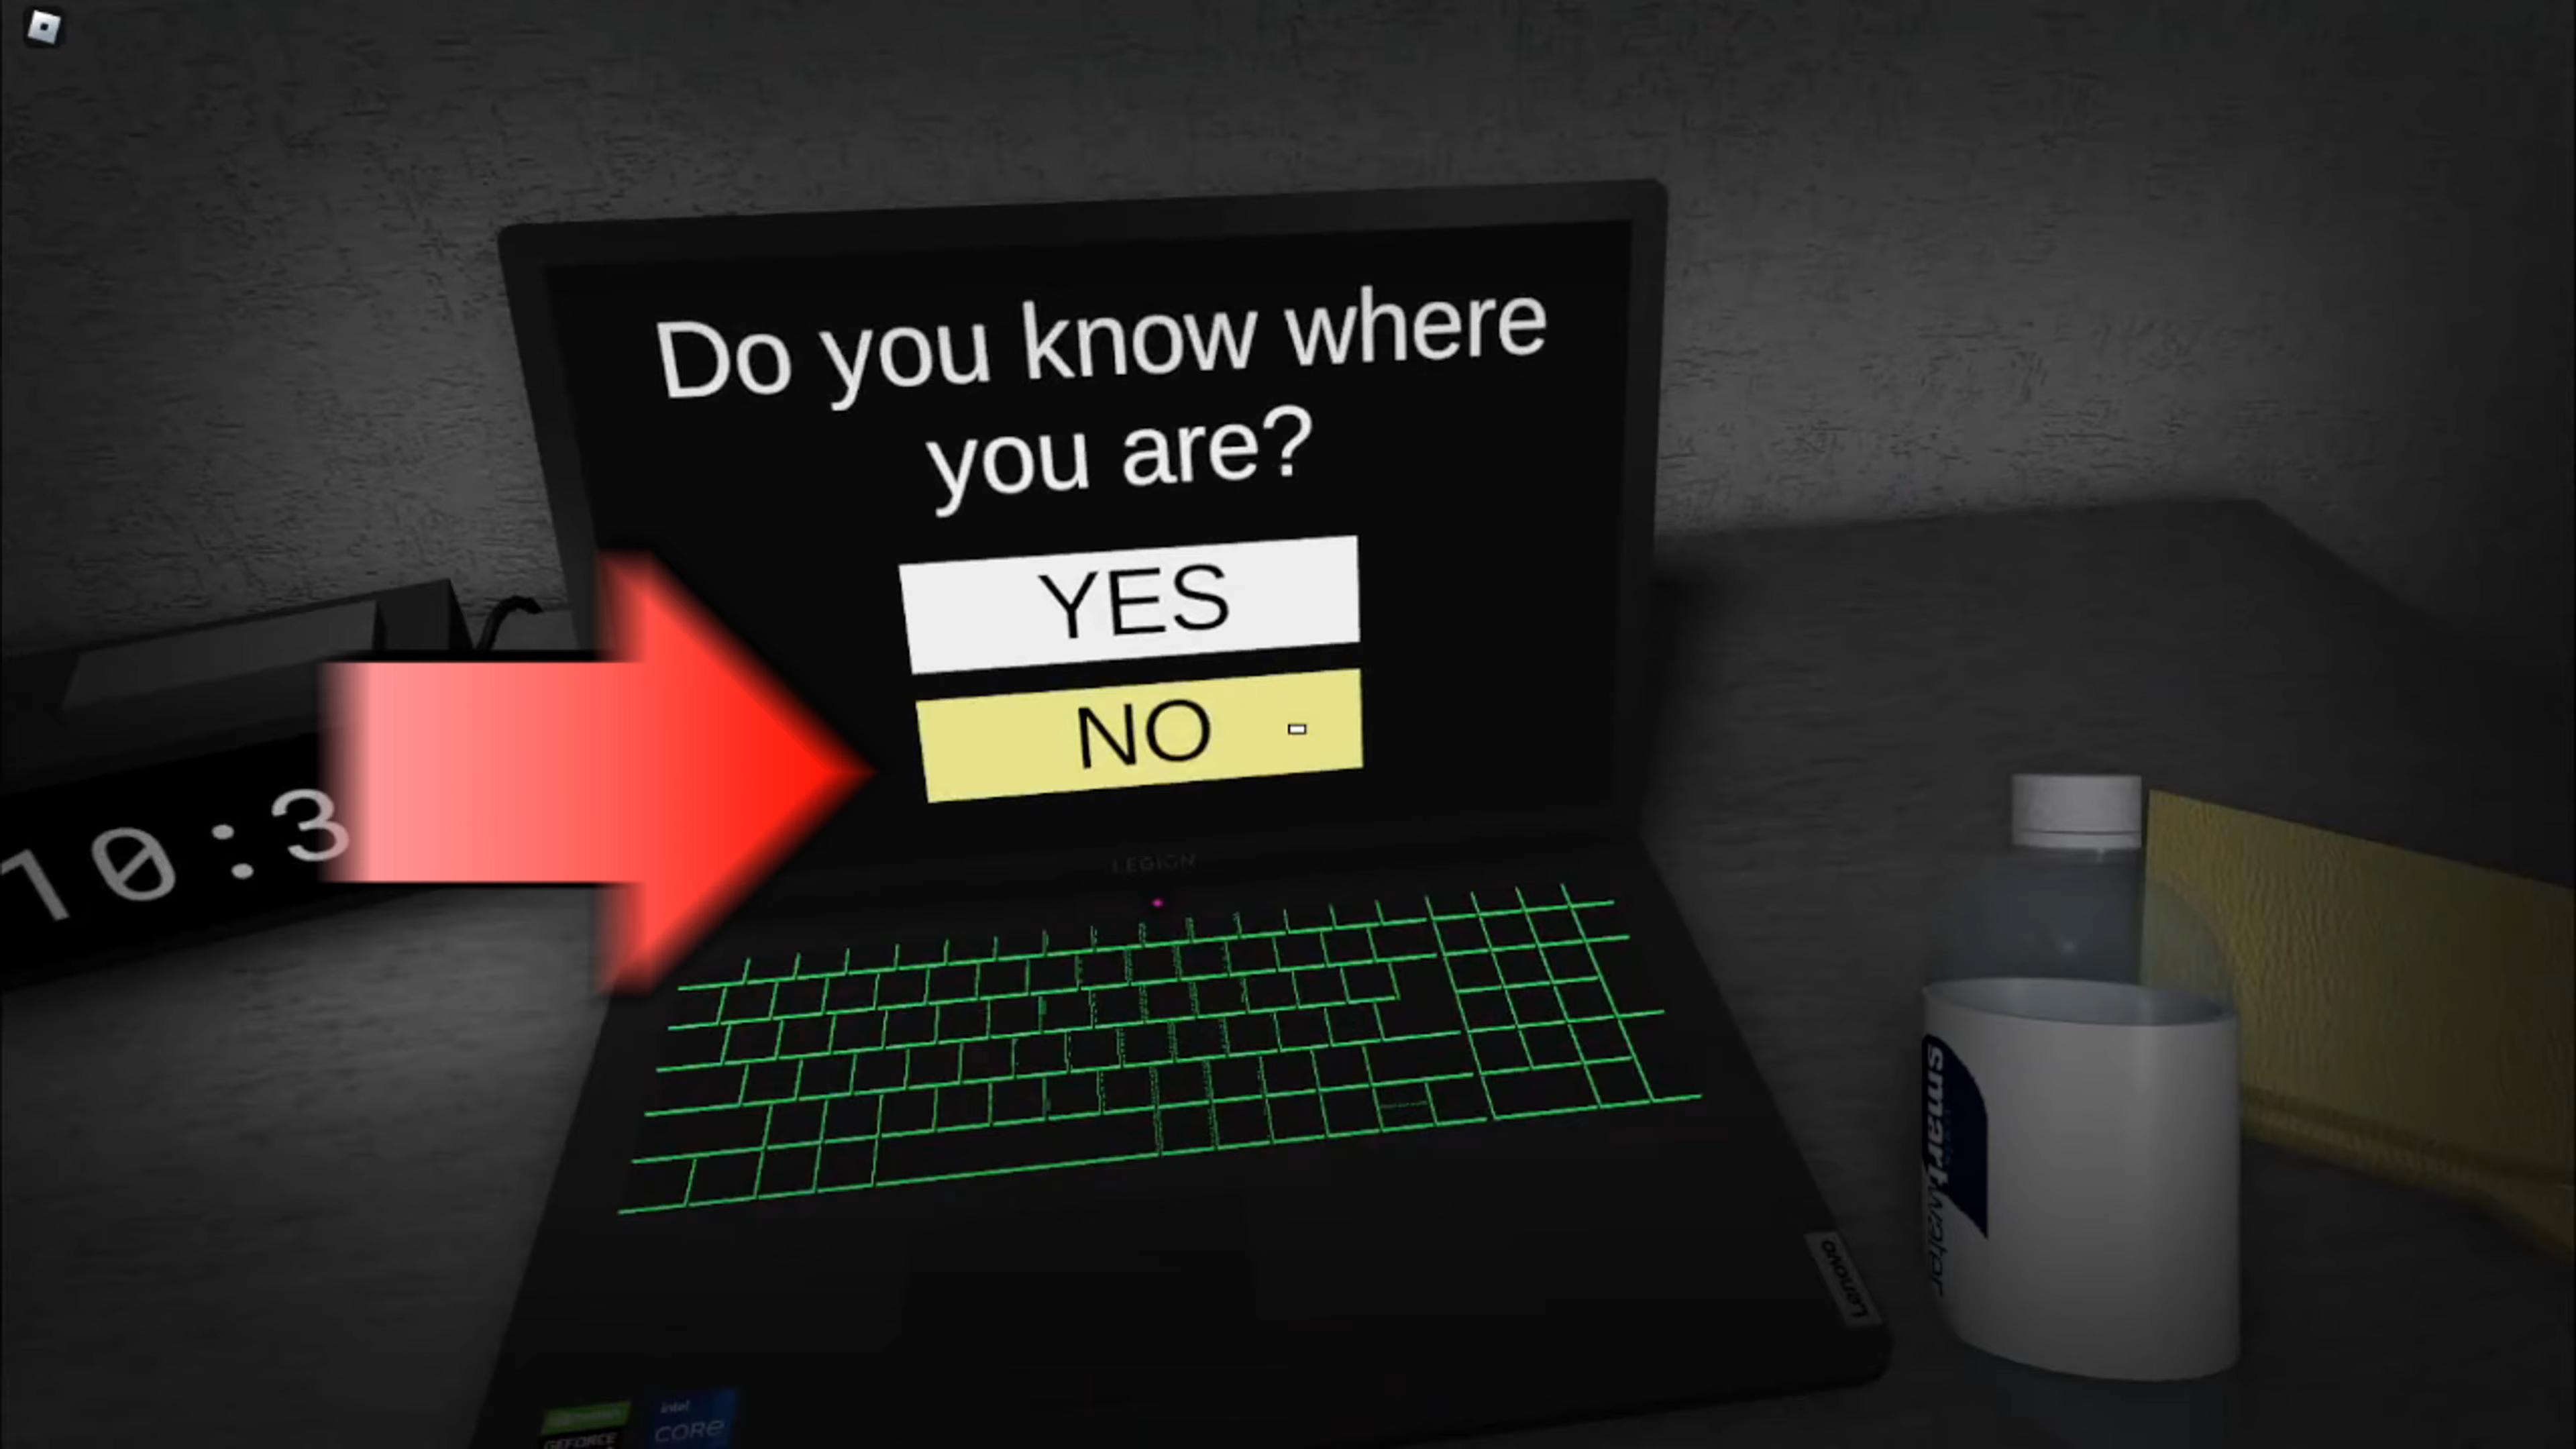 Do you know where
you are?
YES
NO
10:3
LEGION
smartwater
Lenovo
GEFORCE
intel
CORE